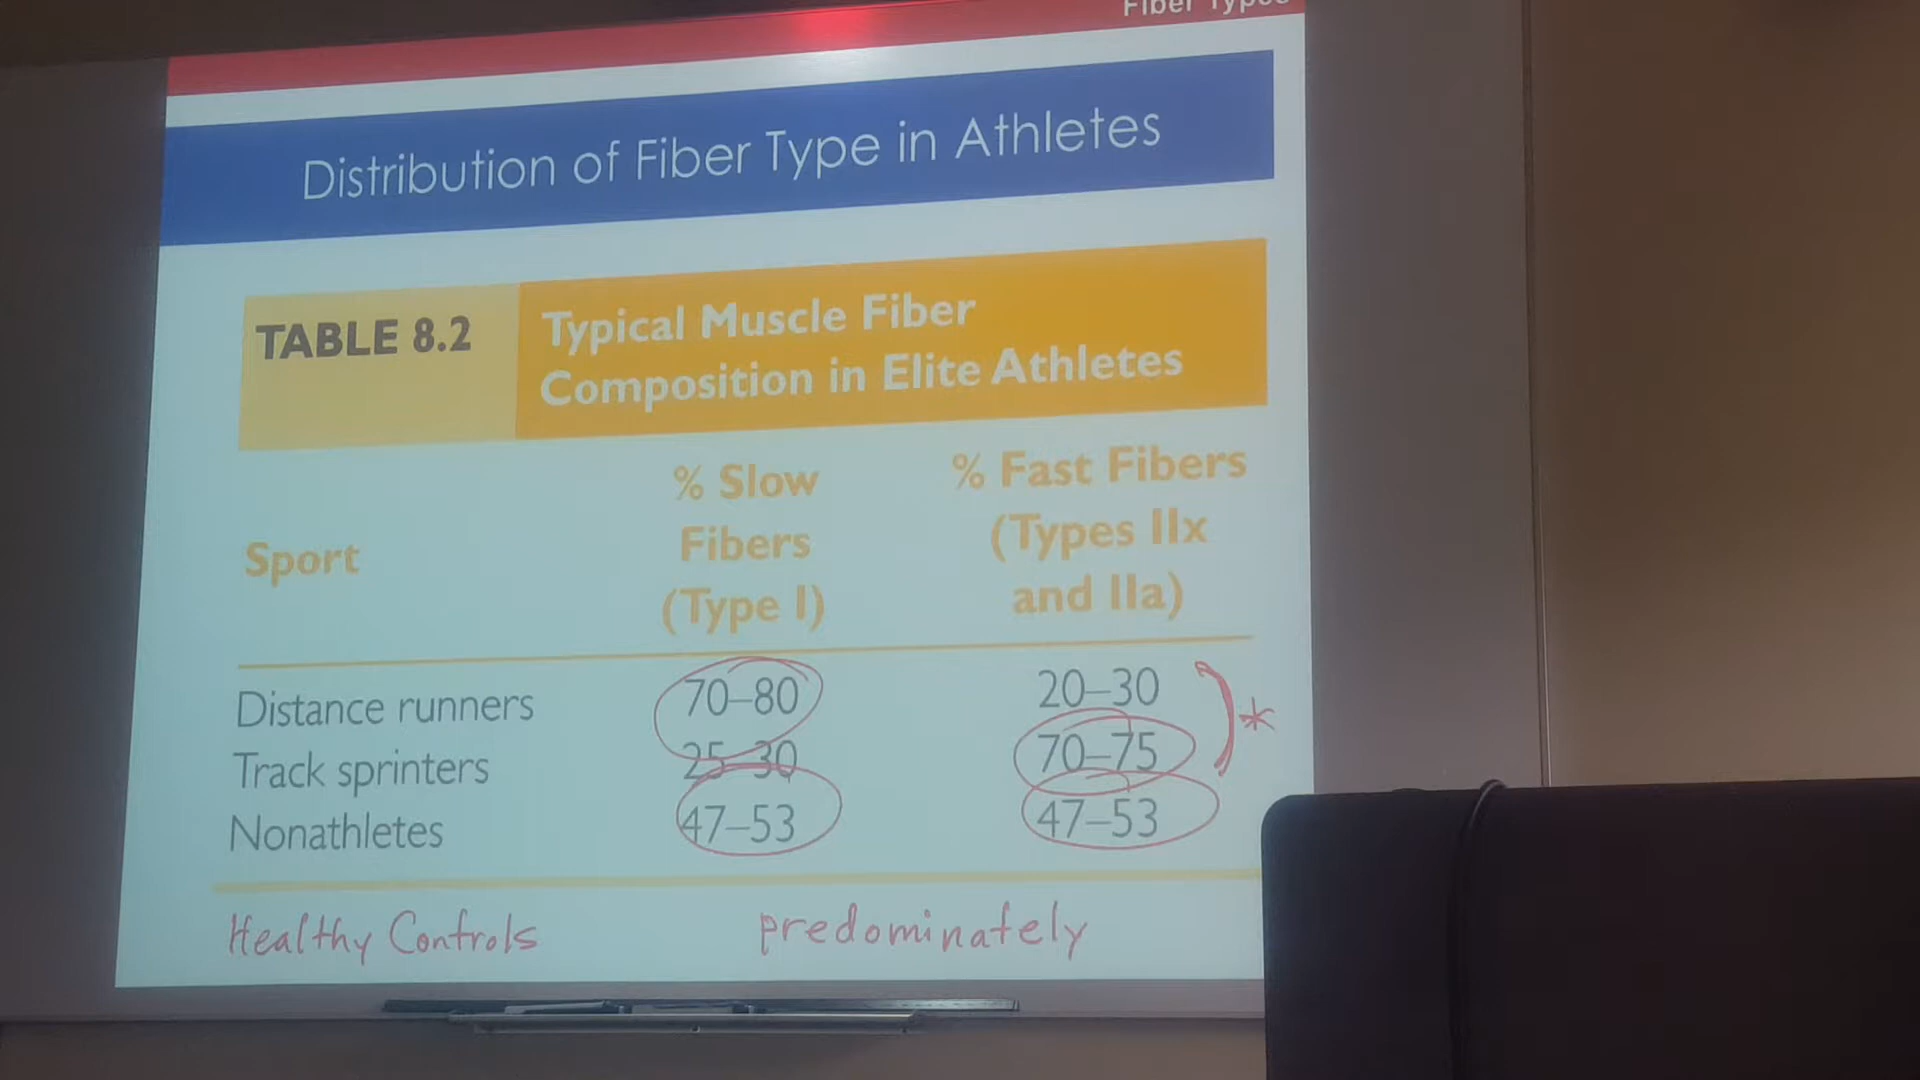 Fiber Types
Distribution of Fiber Type in Athletes
TABLE 8.2
Typical Muscle Fiber
Composition in Elite Athletes
Sport
% Slow
Fibers
(Type I)
% Fast Fibers
(Types IIx
and IIa)
Distance runners 70–80 20–30 *
Track sprinters 25–30 70–75
Nonathletes 47–53 47–53
Healthy Controls predominately